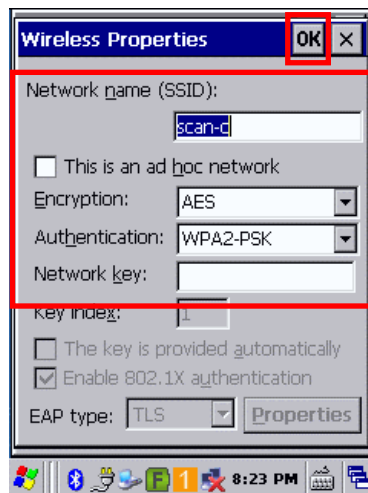 Wireless Properties OK ×
Network name (SSID):
scan-c
This is an ad hoc network
Encryption: AES
Authentication: WPA2-PSK
Network key:
Key index: 1
The key is provided automatically
Enable 802.1X authentication
EAP type: TLS Properties
F 1 8:23 PM